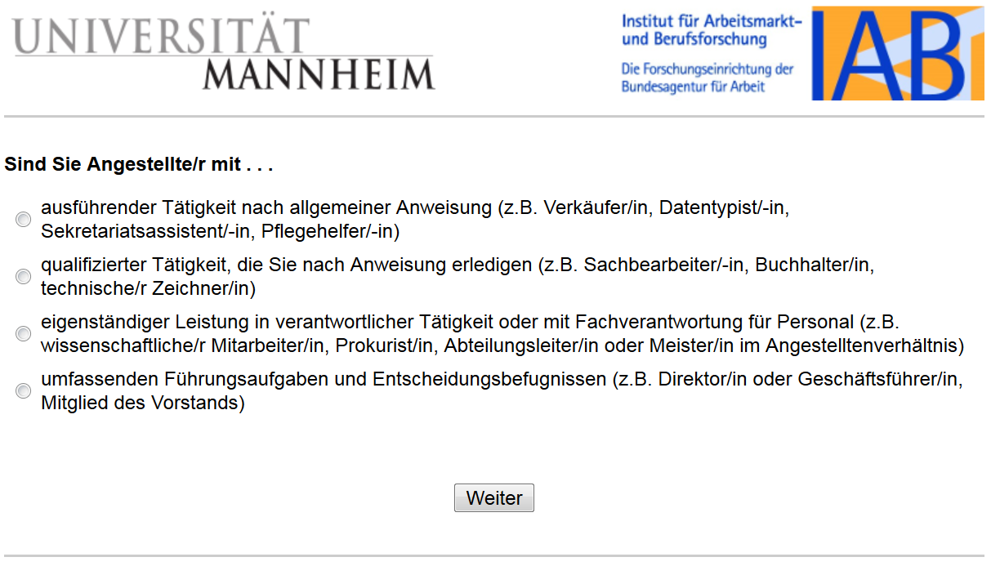 UNIVERSITÄT
MANNHEIM
Institut für Arbeitsmarkt-
und Berufsforschung
Die Forschungseinrichtung der
Bundesagentur für Arbeit
IAB
Sind Sie Angestellte/r mit . . .
ausführender Tätigkeit nach allgemeiner Anweisung (z.B. Verkäufer/in, Datentypist/-in,
Sekretariatsassistent/-in, Pflegehelfer/-in)
qualifizierter Tätigkeit, die Sie nach Anweisung erledigen (z.B. Sachbearbeiter/-in, Buchhalter/in,
technische/r Zeichner/in)
eigenständiger Leistung in verantwortlicher Tätigkeit oder mit Fachverantwortung für Personal (z.B.
wissenschaftliche/r Mitarbeiter/in, Prokurist/in, Abteilungsleiter/in oder Meister/in im Angestelltenverhältnis)
umfassenden Führungsaufgaben und Entscheidungsbefugnissen (z.B. Direktor/in oder Geschäftsführer/in,
Mitglied des Vorstands)
Weiter